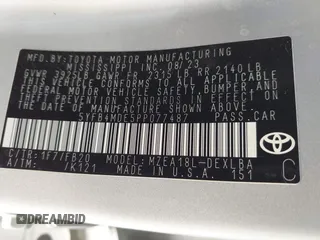 MFD.BY:TOYOTA MOTOR MANUFACTURING
MISSISSIPPI INC. 08/23
GVWR 3925LB GAWR FR 2315 LB RR 2140 LB
THIS VEHICLE CONFORMS TO ALL APPLICABLE
FEDERAL MOTOR VEHICLE SAFETY, BUMPER, AND
THEFT PREVENTION STANDARDS IN EFFECT ON
THE DATE OF MANUFACTURE SHOWN ABOVE.
5YFB4MDE5PP077487
PASS. CAR
C/TR:1F7/FB20
MODEL:MZEA18L-DEXLBA
A/TM: /K121
MADE IN U.S.A. 151
C
TOYOTA
DREAMBID